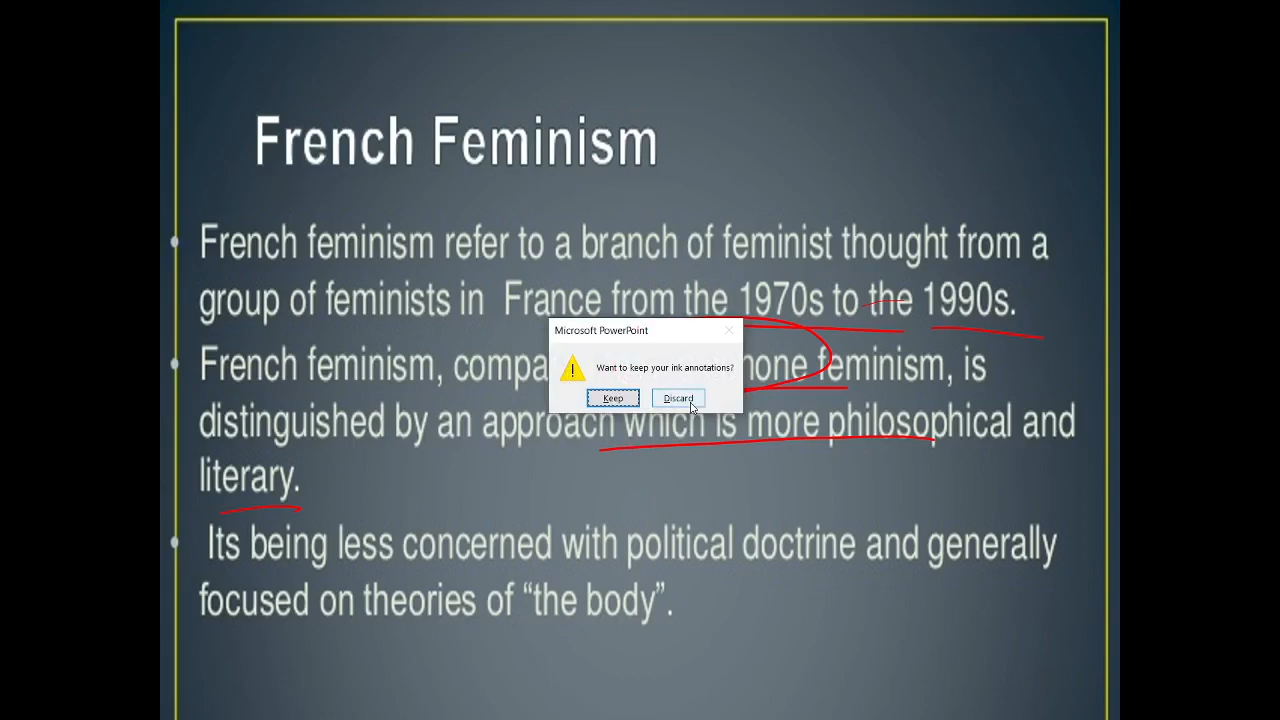 French Feminism
French feminism refer to a branch of feminist thought from a
group of feminists in France from the 1970s to the 1990s.
French feminism, compa hone feminism, is
distinguished by an approach which is more philosophical and
literary.
Its being less concerned with political doctrine and generally
focused on theories of “the body”.
Microsoft PowerPoint
Want to keep your ink annotations?
Keep Discard